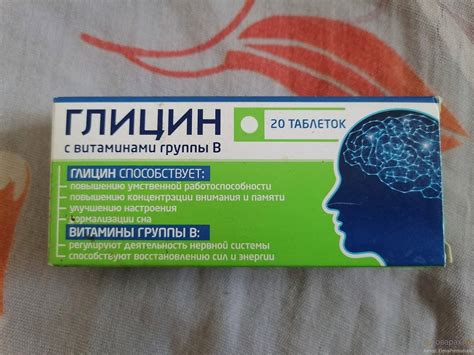 ГЛИЦИН
с витаминами группы В
20 ТАБЛЕТОК
ГЛИЦИН СПОСОБСТВУЕТ:
повышению умственной работоспособности
повышению концентрации внимания и памяти
улучшению настроения
нормализации сна
ВИТАМИНЫ ГРУППЫ В:
регулируют деятельность нервной системы
способствуют восстановлению сил и энергии